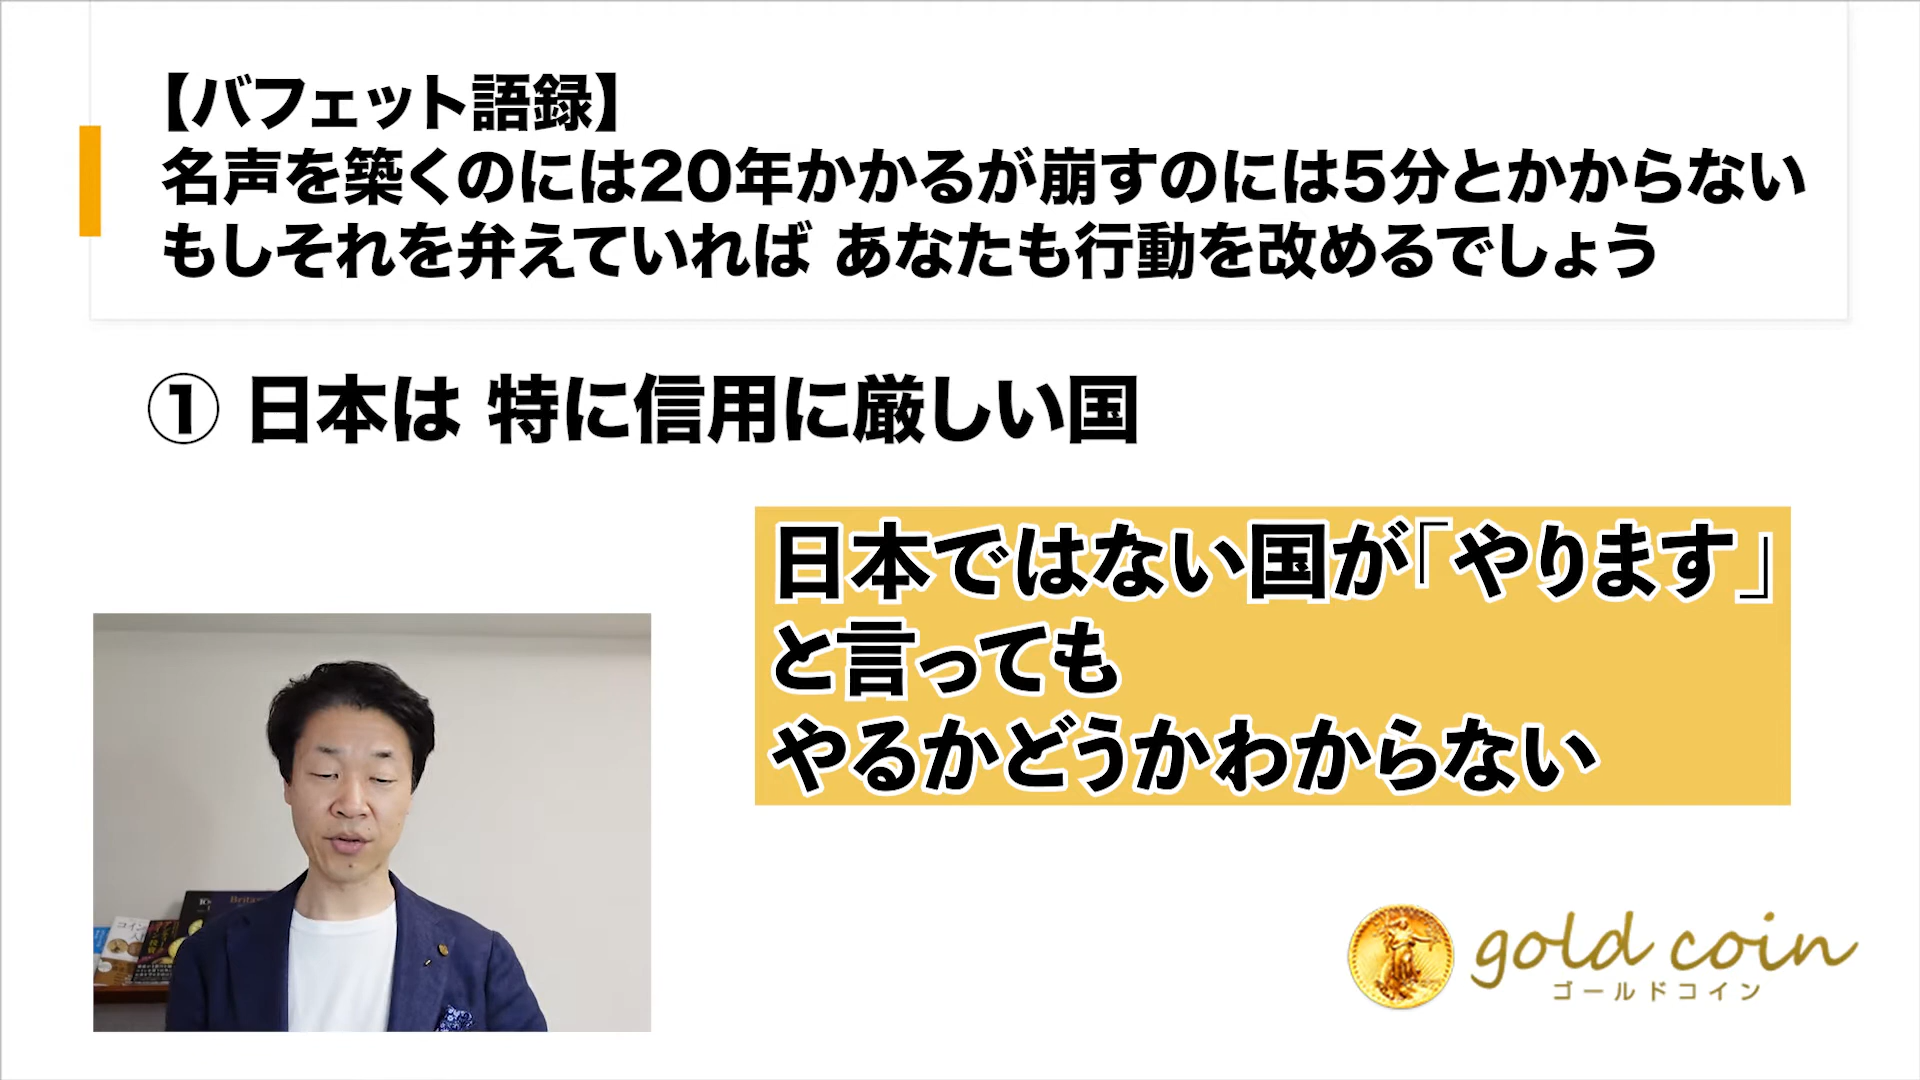 【バフェット語録】
名声を築くのには20年かかるが崩すのには5分とかからない
もしそれを弁えていれば あなたも行動を改めるでしょう
① 日本は 特に信用に厳しい国
日本ではない国が「やります」
と言っても
やるかどうかわからない
コイン
gold coin
ゴールドコイン